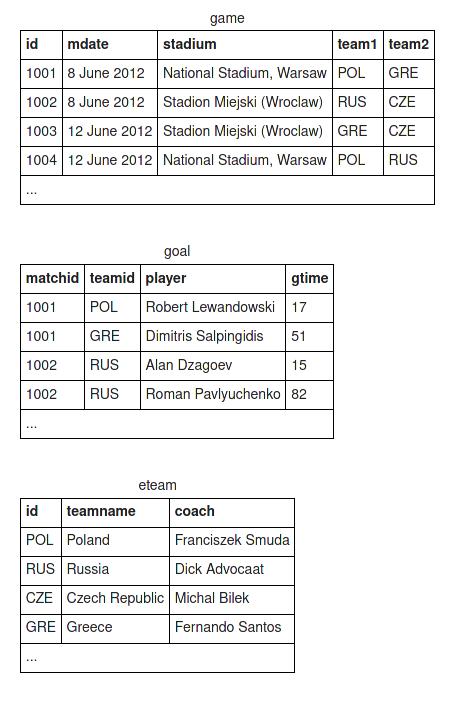 game
id mdate stadium team1 team2
1001 8 June 2012 National Stadium, Warsaw POL GRE
1002 8 June 2012 Stadion Miejski (Wroclaw) RUS CZE
1003 12 June 2012 Stadion Miejski (Wroclaw) GRE CZE
1004 12 June 2012 National Stadium, Warsaw POL RUS
...
goal
matchid teamid player gtime
1001 POL Robert Lewandowski 17
1001 GRE Dimitris Salpingidis 51
1002 RUS Alan Dzagoev 15
1002 RUS Roman Pavlyuchenko 82
...
eteam
id teamname coach
POL Poland Franciszek Smuda
RUS Russia Dick Advocaat
CZE Czech Republic Michal Bilek
GRE Greece Fernando Santos
...